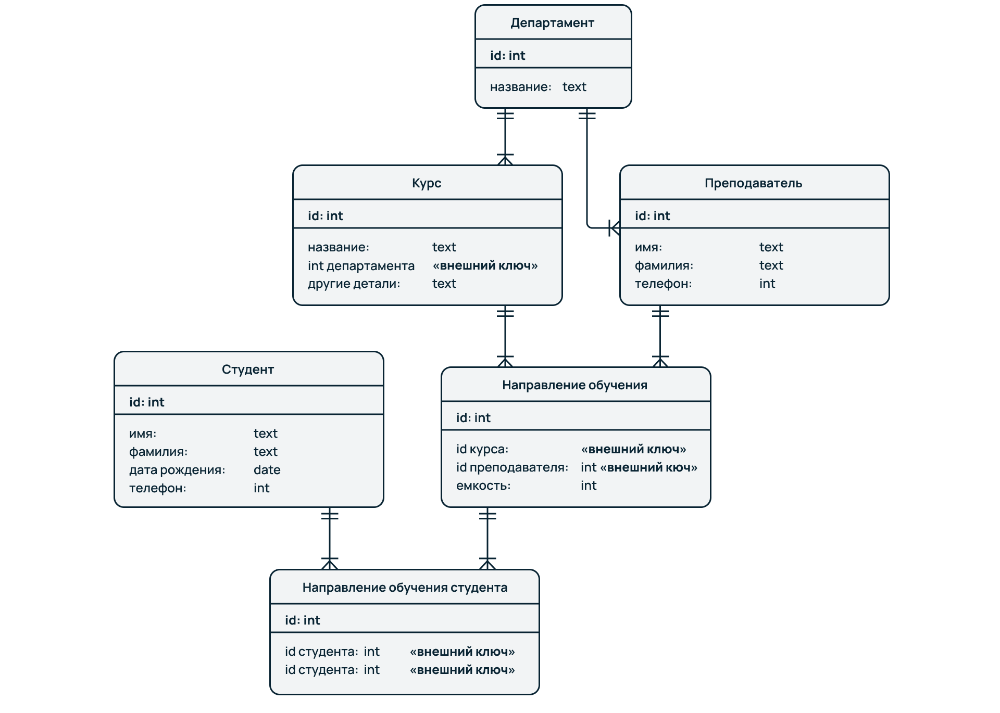 Департамент
id: int
название: text
Курс
id: int
название: text
int департамента «внешний ключ»
другие детали: text
Преподаватель
id: int
имя: text
фамилия: text
телефон: int
Студент
id: int
имя: text
фамилия: text
дата рождения: date
телефон: int
Направление обучения
id: int
id курса: «внешний ключ»
id преподавателя: int «внешний кюч»
емкость: int
Направление обучения студента
id: int
id студента: int «внешний ключ»
id студента: int «внешний ключ»